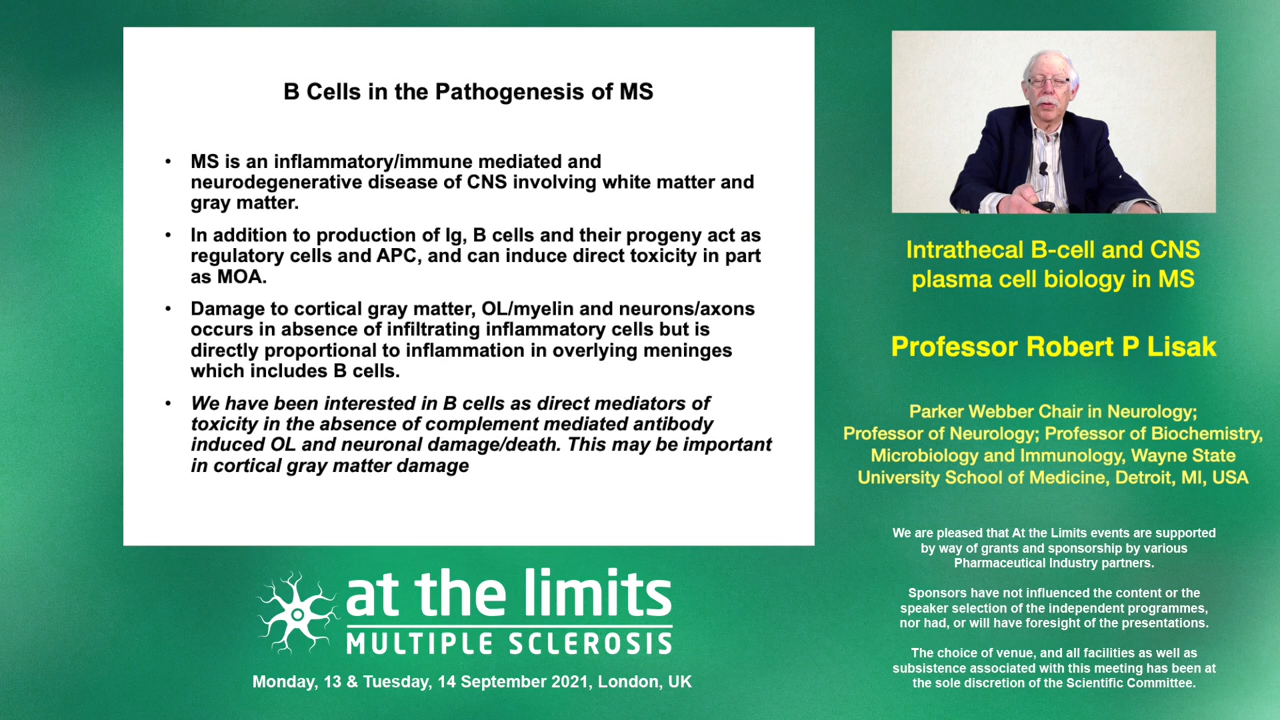 B Cells in the Pathogenesis of MS
• MS is an inflammatory/immune mediated and
neurodegenerative disease of CNS involving white matter and
gray matter.
• In addition to production of Ig, B cells and their progeny act as
regulatory cells and APC, and can induce direct toxicity in part
as MOA.
• Damage to cortical gray matter, OL/myelin and neurons/axons
occurs in absence of infiltrating inflammatory cells but is
directly proportional to inflammation in overlying meninges
which includes B cells.
• We have been interested in B cells as direct mediators of
toxicity in the absence of complement mediated antibody
induced OL and neuronal damage/death. This may be important
in cortical gray matter damage
at the limits
MULTIPLE SCLEROSIS
Monday, 13 & Tuesday, 14 September 2021, London, UK
Intrathecal B-cell and CNS
plasma cell biology in MS
Professor Robert P Lisak
Parker Webber Chair in Neurology;
Professor of Neurology; Professor of Biochemistry,
Microbiology and Immunology, Wayne State
University School of Medicine, Detroit, MI, USA
We are pleased that At the Limits events are supported
by way of grants and sponsorship by various
Pharmaceutical Industry partners.
Sponsors have not influenced the content or the
speaker selection of the independent programmes,
nor had, or will have foresight of the presentations.
The choice of venue, and all facilities as well as
subsistence associated with this meeting has been at
the sole discretion of the Scientific Committee.